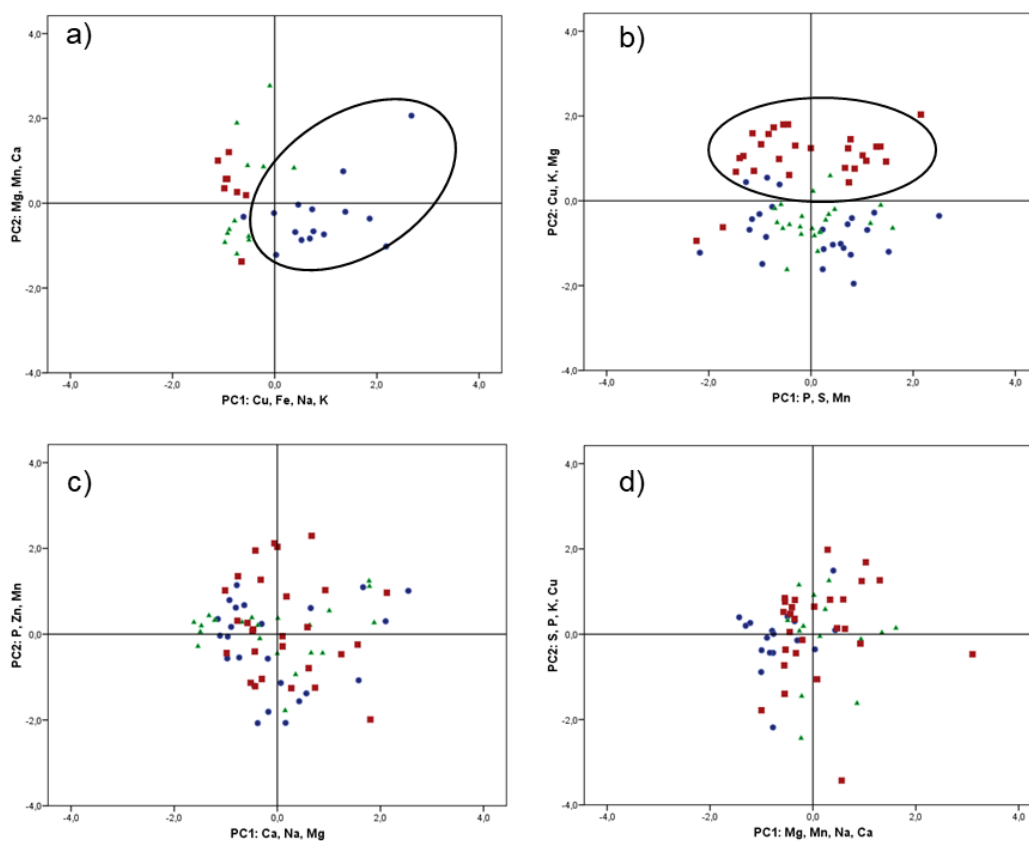 a)
4,0
2,0
0,0
-2,0
-4,0
PC2: Mg, Mn, Ca
-4,0 -2,0 0,0 2,0 4,0
PC1: Cu, Fe, Na, K
b)
4,0
2,0
0,0
-2,0
-4,0
PC2: Cu, K, Mg
-2,0 0,0 2,0 4,0
PC1: P, S, Mn
c)
4,0
2,0
0,0
-2,0
-4,0
PC2: P, Zn, Mn
-4,0 -2,0 0,0 2,0 4,0
PC1: Ca, Na, Mg
d)
4,0
2,0
0,0
-2,0
-4,0
PC2: S, P, K, Cu
-4,0 -2,0 0,0 2,0 4,0
PC1: Mg, Mn, Na, Ca